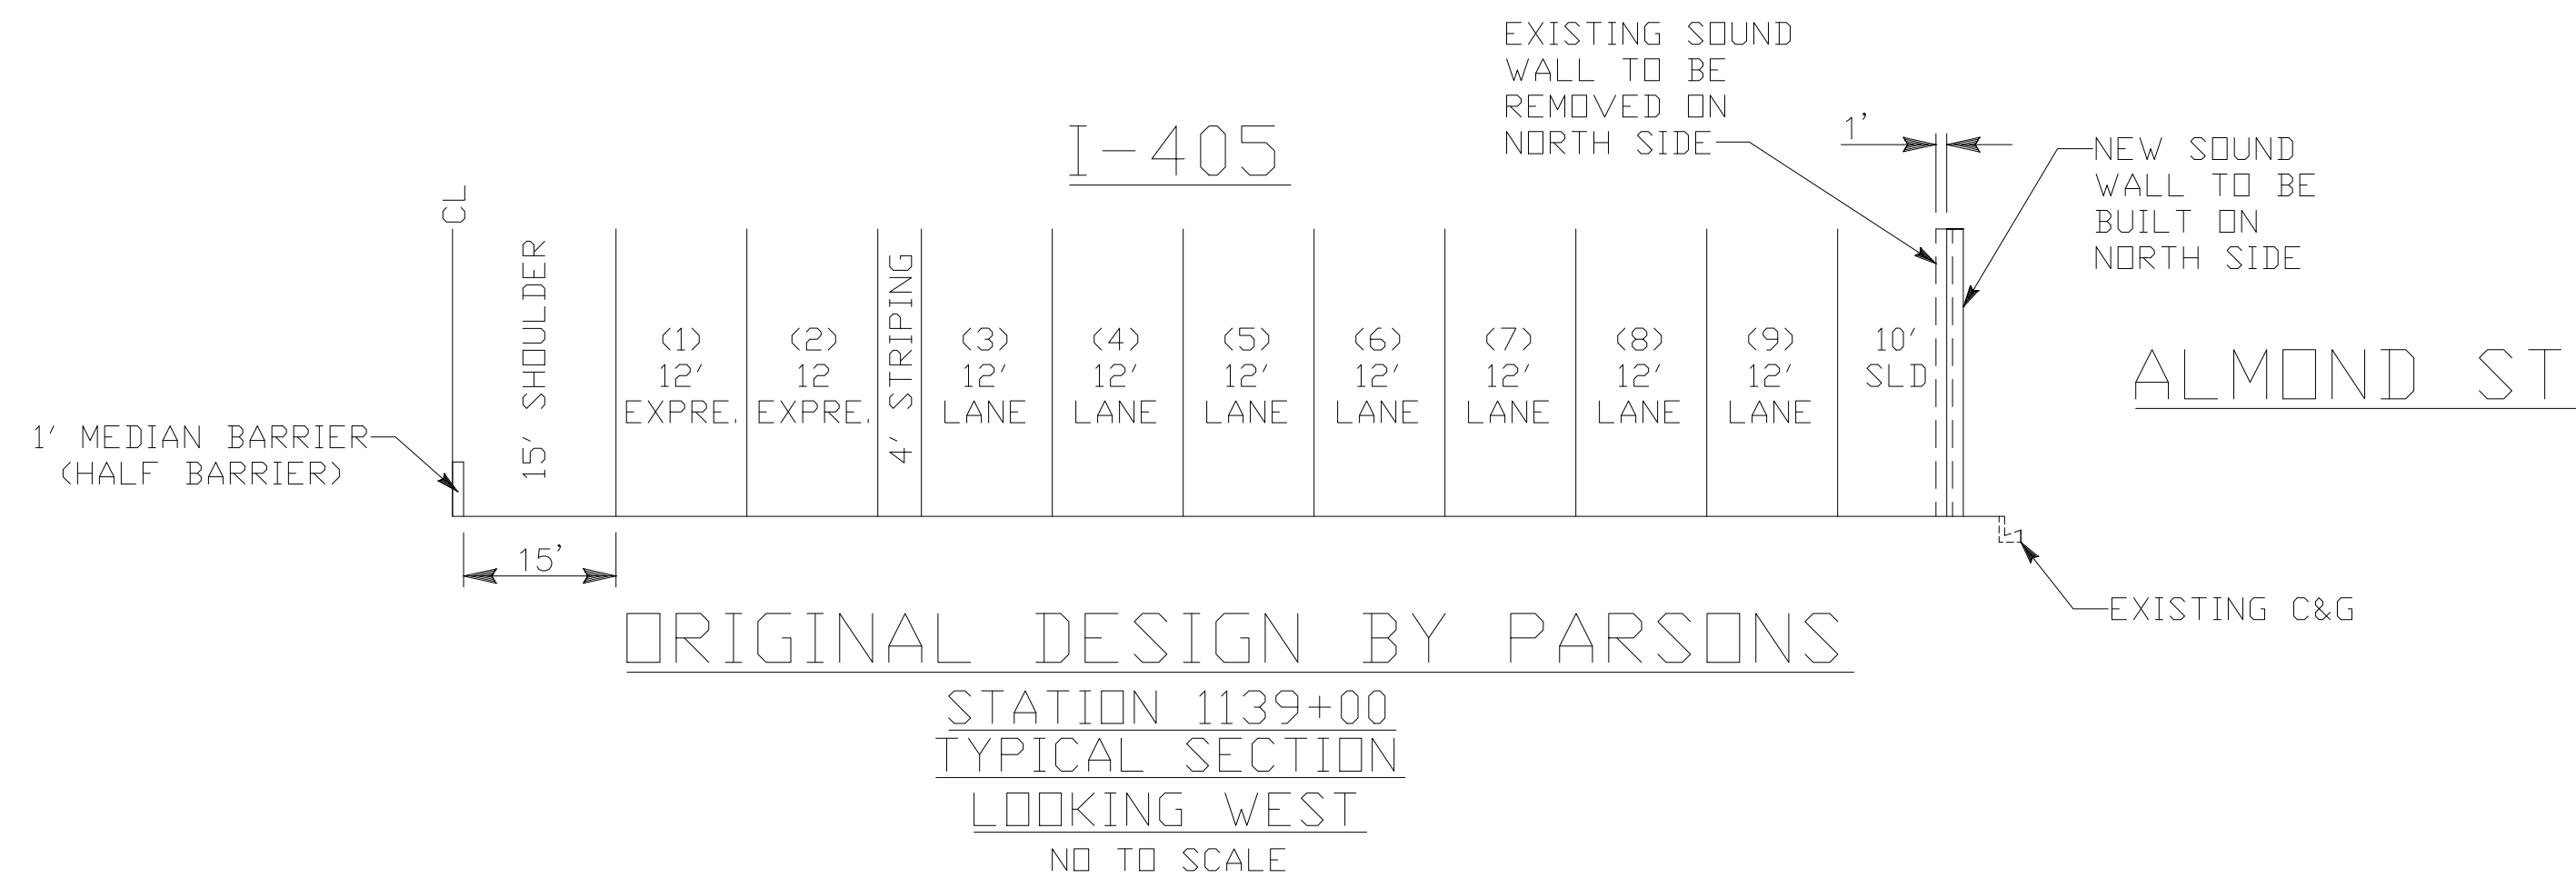 EXISTING SOUND
WALL TO BE
REMOVED ON
NORTH SIDE
1'
NEW SOUND
WALL TO BE
BUILT ON
NORTH SIDE
I-405
CL
15' SHOULDER
(1)
12'
EXPRE.
(2)
12
EXPRE.
4' STRIPING
(3)
12'
LANE
(4)
12'
LANE
(5)
12'
LANE
(6)
12'
LANE
(7)
12'
LANE
(8)
12'
LANE
(9)
12'
LANE
10'
SLD
ALMOND ST
1' MEDIAN BARRIER
(HALF BARRIER)
15'
EXISTING C&G
ORIGINAL DESIGN BY PARSONS
STATION 1139+00
TYPICAL SECTION
LOOKING WEST
NO TO SCALE